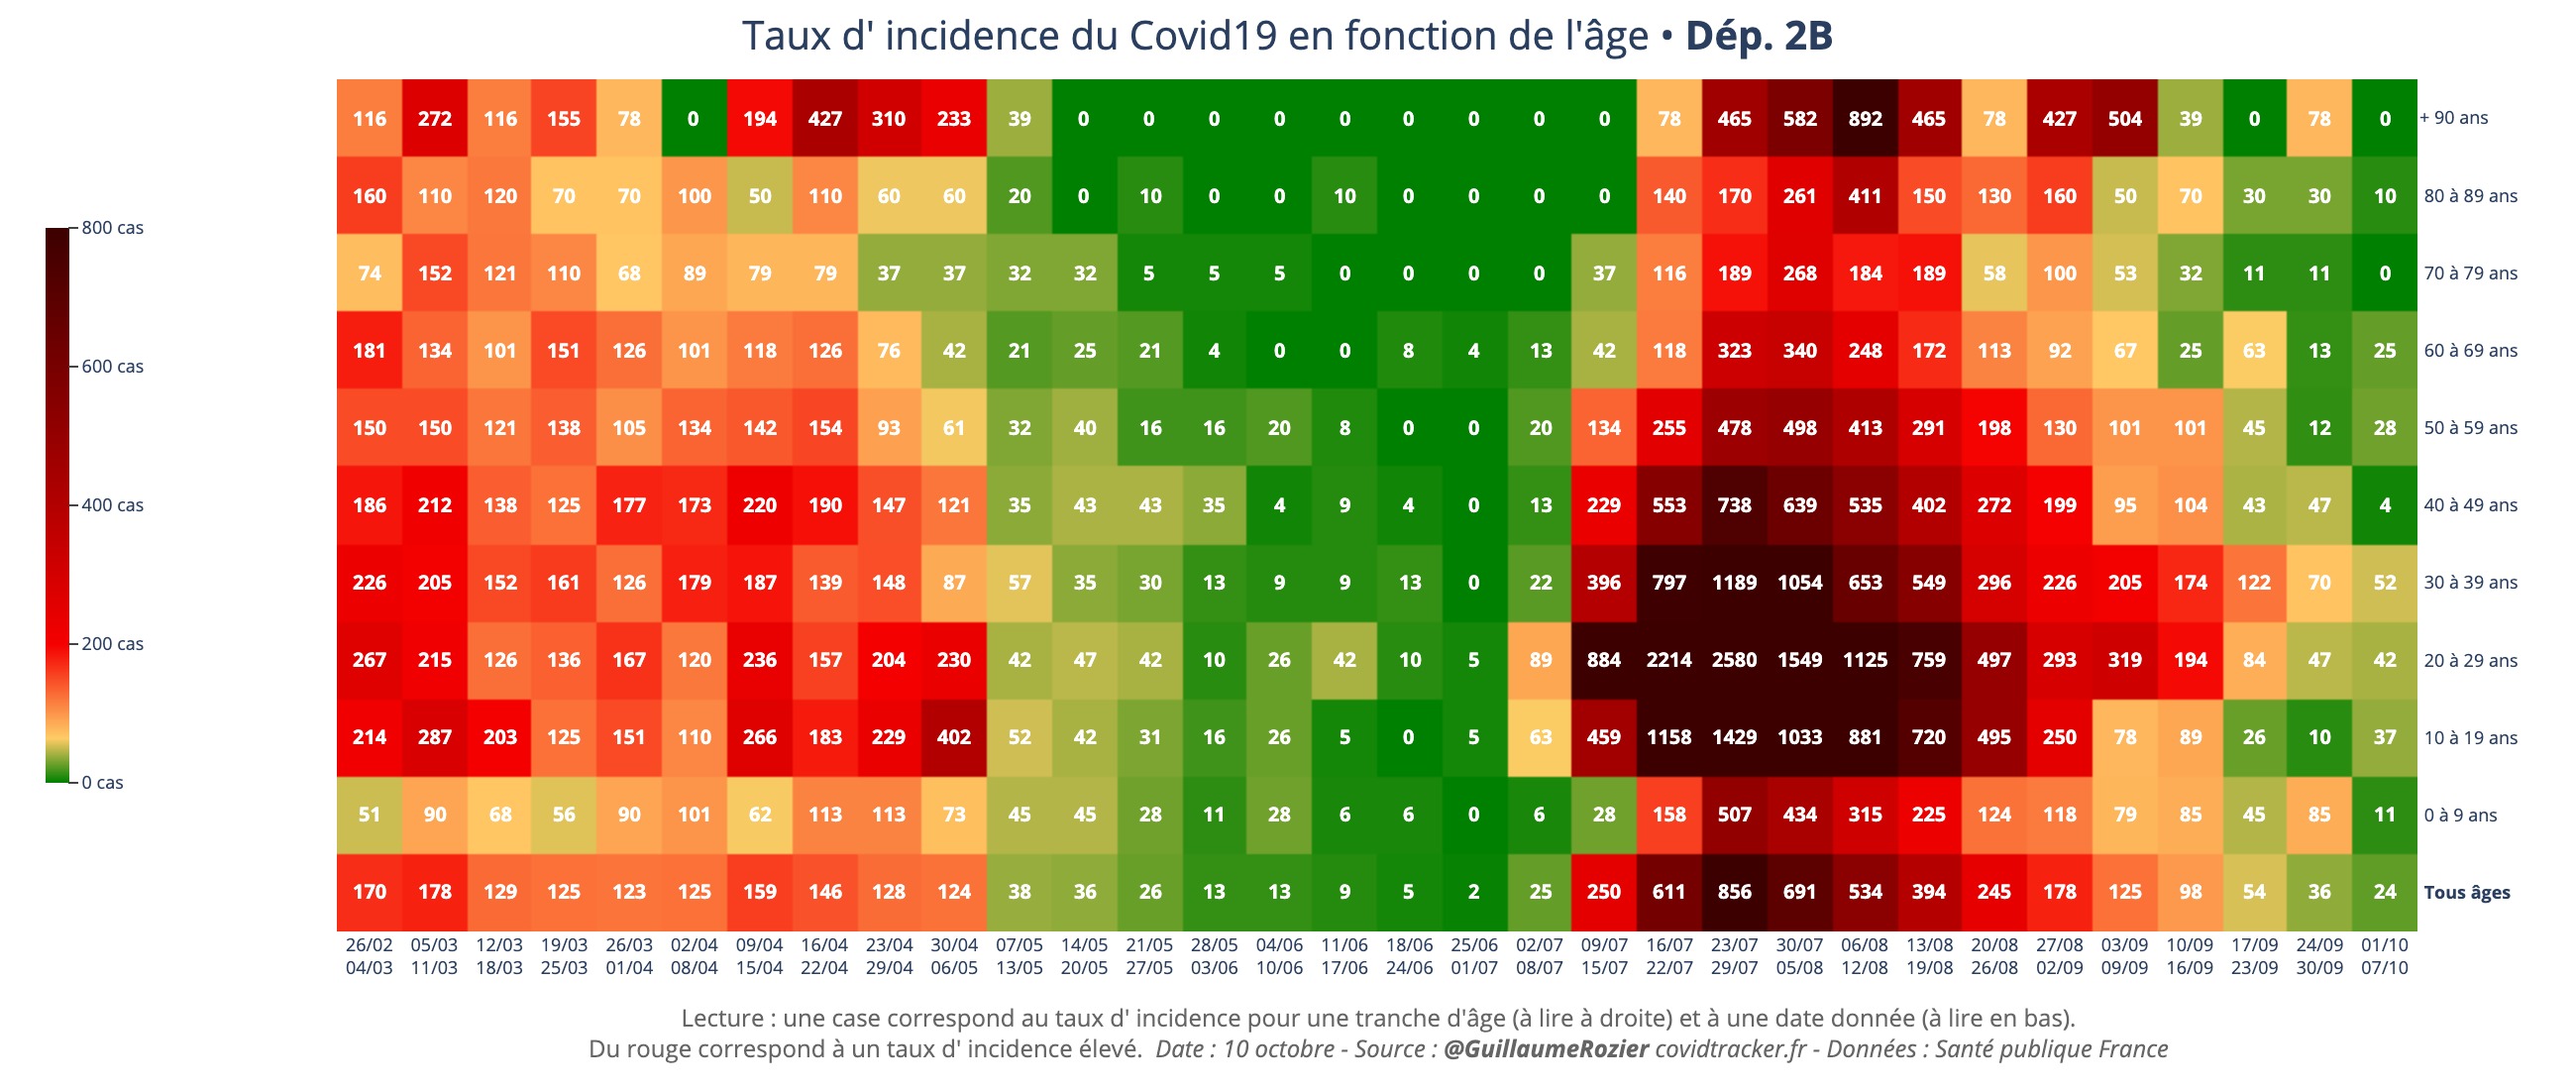 Taux d' incidence du Covid19 en fonction de l'âge • Dép. 2B
116 272 116 155 78 0 194 427 310 233 39 0 0 0 0 0 0 0 0 0 78 465 582 892 465 78 427 504 39 0 78 0 + 90 ans
160 110 120 70 70 100 50 110 60 60 20 0 10 0 0 10 0 0 0 0 140 170 261 411 150 130 160 50 70 30 30 10 80 à 89 ans
800 cas
74 152 121 110 68 89 79 79 37 37 32 32 5 5 5 0 0 0 0 37 116 189 268 184 189 58 100 53 32 11 11 0 70 à 79 ans
181 134 101 151 126 101 118 126 76 42 21 25 21 4 0 0 8 4 13 42 118 323 340 248 172 113 92 67 25 63 13 25 60 à 69 ans
600 cas
150 150 121 138 105 134 142 154 93 61 32 40 16 16 20 8 0 0 20 134 255 478 498 413 291 198 130 101 101 45 12 28 50 à 59 ans
400 cas
186 212 138 125 177 173 220 190 147 121 35 43 43 35 4 9 4 0 13 229 553 738 639 535 402 272 199 95 104 43 47 4 40 à 49 ans
226 205 152 161 126 179 187 139 148 87 57 35 30 13 9 9 13 0 22 396 797 1189 1054 653 549 296 226 205 174 122 70 52 30 à 39 ans
200 cas
267 215 126 136 167 120 236 157 204 230 42 47 42 10 26 42 10 5 89 884 2214 2580 1549 1125 759 497 293 319 194 84 47 42 20 à 29 ans
214 287 203 125 151 110 266 183 229 402 52 42 31 16 26 5 0 5 63 459 1158 1429 1033 881 720 495 250 78 89 26 10 37 10 à 19 ans
0 cas
51 90 68 56 90 101 62 113 113 73 45 45 28 11 28 6 6 0 6 28 158 507 434 315 225 124 118 79 85 45 85 11 0 à 9 ans
170 178 129 125 123 125 159 146 128 124 38 36 26 13 13 9 5 2 25 250 611 856 691 534 394 245 178 125 98 54 36 24 Tous âges
26/02 05/03 12/03 19/03 26/03 02/04 09/04 16/04 23/04 30/04 07/05 14/05 21/05 28/05 04/06 11/06 18/06 25/06 02/07 09/07 16/07 23/07 30/07 06/08 13/08 20/08 27/08 03/09 10/09 17/09 24/09 01/10
04/03 11/03 18/03 25/03 01/04 08/04 15/04 22/04 29/04 06/05 13/05 20/05 27/05 03/06 10/06 17/06 24/06 01/07 08/07 15/07 22/07 29/07 05/08 12/08 19/08 26/08 02/09 09/09 16/09 23/09 30/09 07/10
Lecture : une case correspond au taux d' incidence pour une tranche d'âge (à lire à droite) et à une date donnée (à lire en bas).
Du rouge correspond à un taux d' incidence élevé. Date : 10 octobre - Source : @GuillaumeRozier covidtracker.fr - Données : Santé publique France